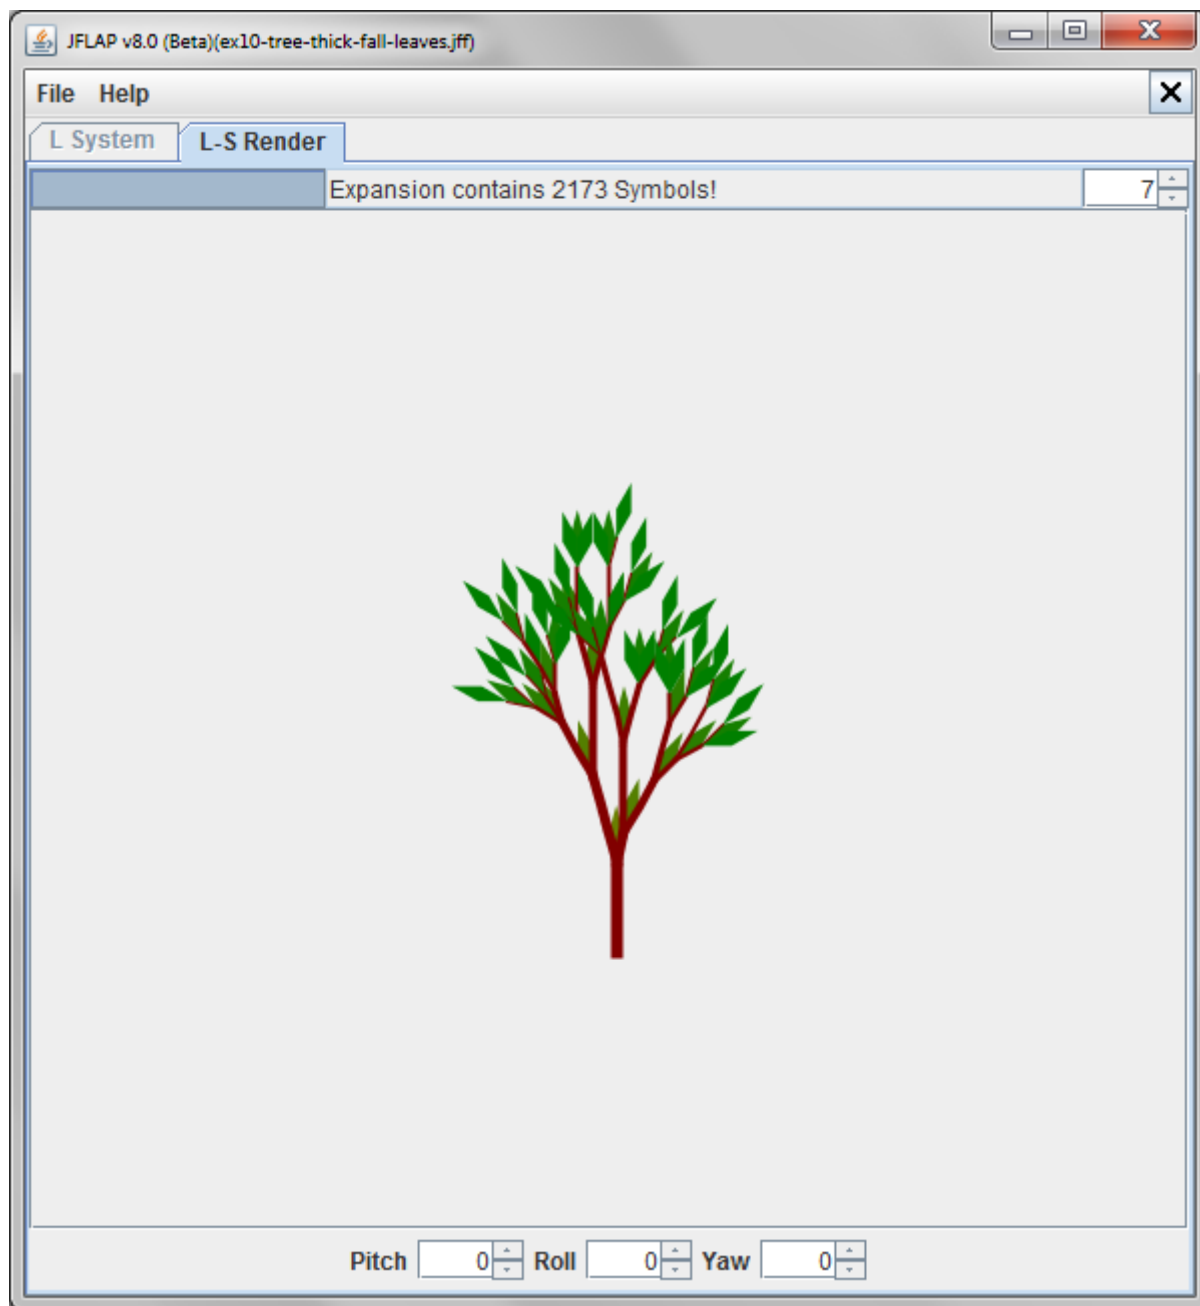 JFLAP v8.0 (Beta)(ex10-tree-thick-fall-leaves.jff)
File Help
L System L-S Render
Expansion contains 2173 Symbols! 7
Pitch 0 Roll 0 Yaw 0